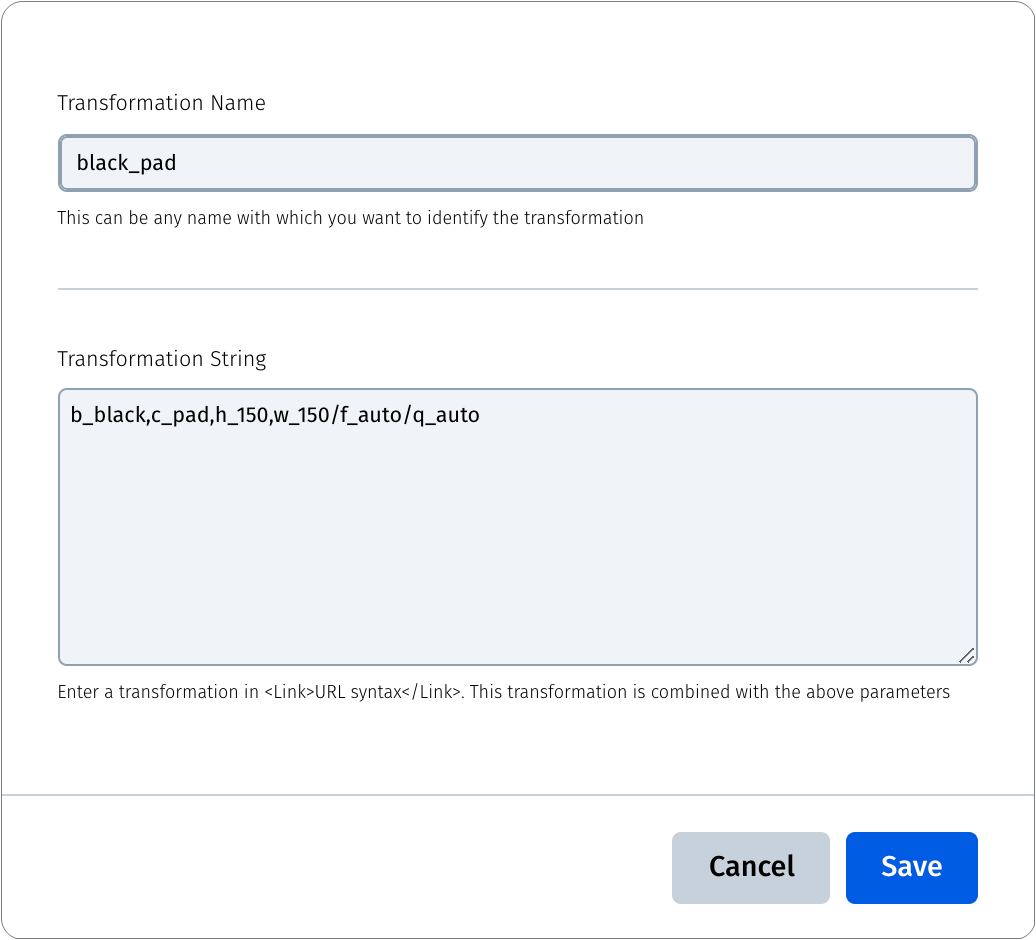 Transformation Name
black_pad
This can be any name with which you want to identify the transformation
Transformation String
b_black,c_pad,h_150,w_150/f_auto/q_auto
Enter a transformation in <Link>URL syntax</Link>. This transformation is combined with the above parameters
Cancel
Save